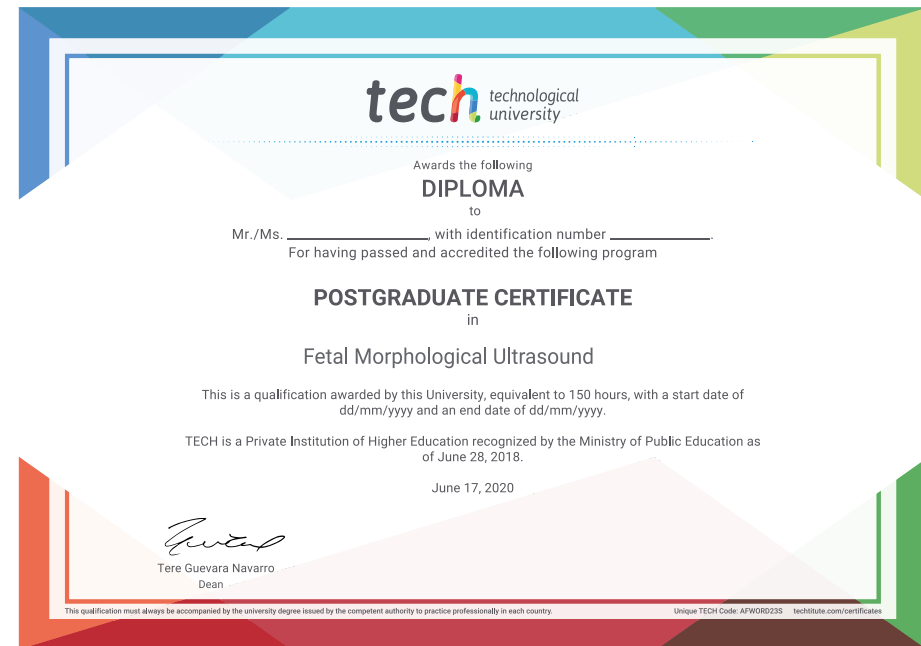 tech technological
university
Awards the following
DIPLOMA
to
Mr./Ms. ____________________, with identification number ______________.
For having passed and accredited the following program
POSTGRADUATE CERTIFICATE
in
Fetal Morphological Ultrasound
This is a qualification awarded by this University, equivalent to 150 hours, with a start date of
dd/mm/yyyy and an end date of dd/mm/yyyy.
TECH is a Private Institution of Higher Education recognized by the Ministry of Public Education as
of June 28, 2018.
June 17, 2020
Tere Guevara Navarro
Dean
This qualification must always be accompanied by the university degree issued by the competent authority to practice professionally in each country. Unique TECH Code: AFWORD23S techtitute.com/certificates